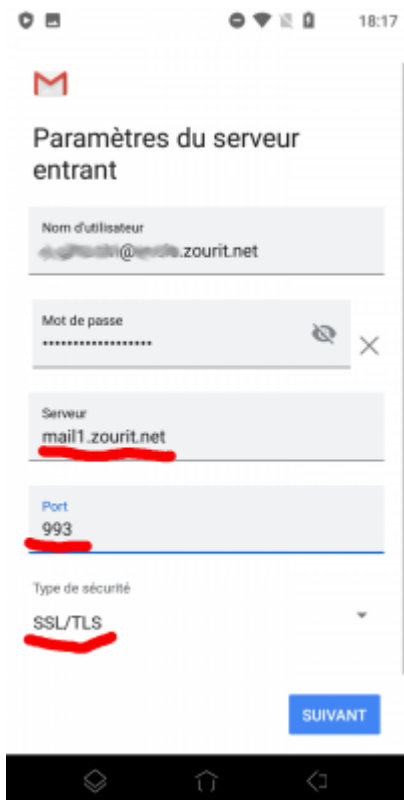 18:17
Paramètres du serveur
entrant
Nom d'utilisateur
.zourit.net
Mot de passe
••••••••••••••••••
Serveur
mail1.zourit.net
Port
993
Type de sécurité
SSL/TLS
SUIVANT